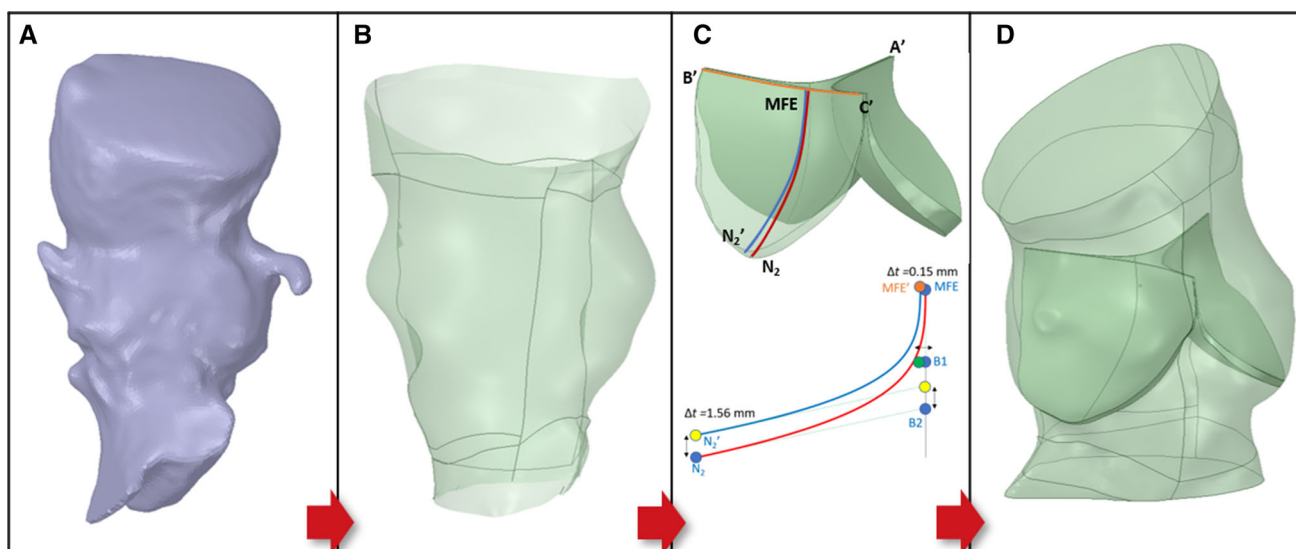 A
B
C
D
A’
B’
MFE
C’
N₂’
N₂
Δt =0.15 mm
MFE’ MFE
B1
Δt =1.56 mm
B2
N₂’
N₂